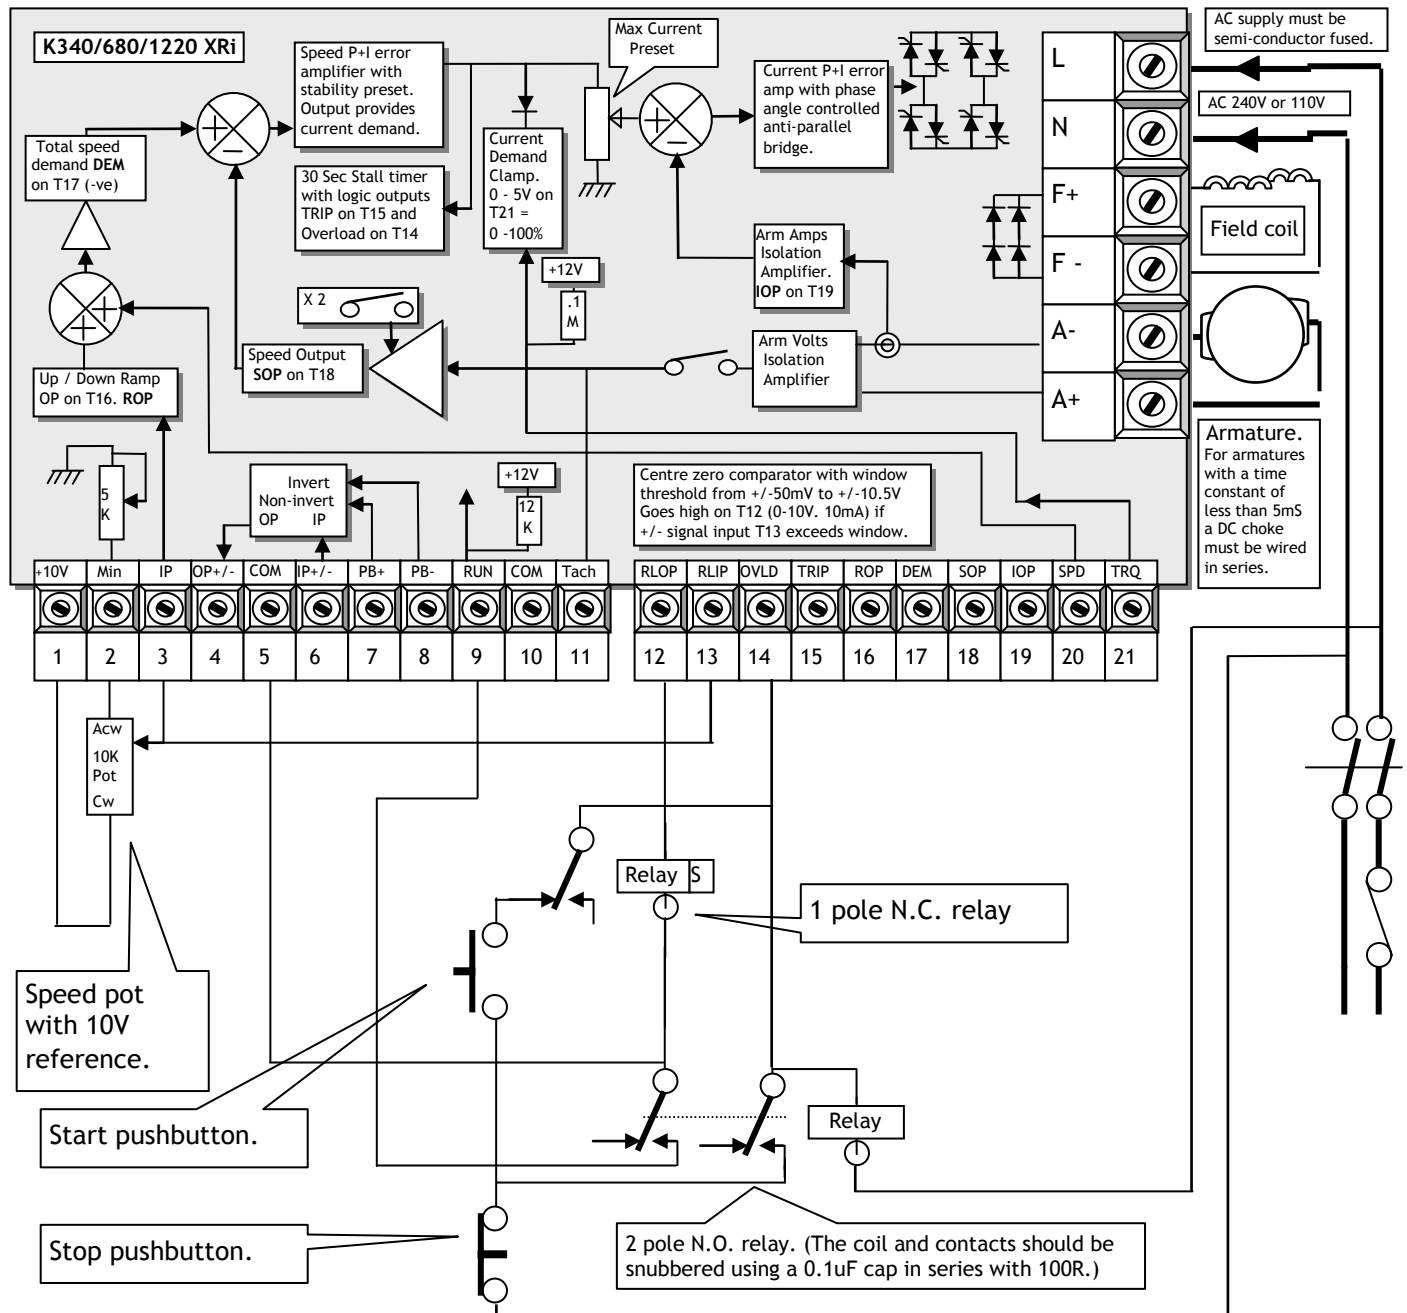 K340/680/1220 XRi
Speed P+I error
amplifier with
stability preset.
Output provides
current demand.
Max Current
Preset
Current P+I error
amp with phase
angle controlled
anti-parallel
bridge.
AC supply must be
semi-conductor fused.
AC 240V or 110V
L
N
F+
F -
A-
A+
Field coil
Total speed
demand DEM
on T17 (-ve)
30 Sec Stall timer
with logic outputs
TRIP on T15 and
Overload on T14
Current
Demand
Clamp.
0 - 5V on
T21 =
0 -100%
Arm Amps
Isolation
Amplifier.
IOP on T19
+12V
.1
M
X 2
Speed Output
SOP on T18
Arm Volts
Isolation
Amplifier
Up / Down Ramp
OP on T16. ROP
5
K
Invert
Non-invert
OP IP
+12V
12
K
Centre zero comparator with window
threshold from +/-50mV to +/-10.5V
Goes high on T12 (0-10V. 10mA) if
+/- signal input T13 exceeds window.
Armature.
For armatures
with a time
constant of
less than 5mS
a DC choke
must be wired
in series.
+10V Min IP OP+/- COM IP+/- PB+ PB- RUN COM Tach
RLOP RLIP OVLD TRIP ROP DEM SOP IOP SPD TRQ
1 2 3 4 5 6 7 8 9 10 11
12 13 14 15 16 17 18 19 20 21
Acw
10K
Pot
Cw
Relay S
1 pole N.C. relay
Speed pot
with 10V
reference.
Start pushbutton.
Relay
Stop pushbutton.
2 pole N.O. relay. (The coil and contacts should be
snubbered using a 0.1uF cap in series with 100R.)